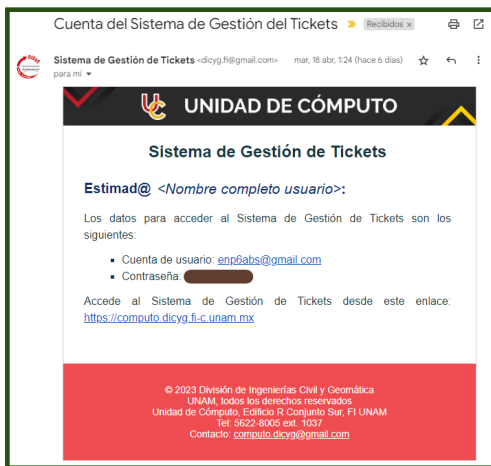 Cuenta del Sistema de Gestión del Tickets Recibidos x
Sistema de Gestión de Tickets <dicyg.fi@gmail.com> mar, 18 abr, 1:24 (hace 6 días)
para mí
UC UNIDAD DE CÓMPUTO
Sistema de Gestión de Tickets
Estimad@ <Nombre completo usuario>:
Los datos para acceder al Sistema de Gestión de Tickets son los
siguientes:
Cuenta de usuario: enp6abs@gmail.com
Contraseña:
Accede al Sistema de Gestión de Tickets desde este enlace:
https://computo.dicyg.fi-c.unam.mx
© 2023 División de Ingenierías Civil y Geomática
UNAM, todos los derechos reservados
Unidad de Cómputo, Edificio R Conjunto Sur, FI UNAM
Tel: 5622-8005 ext. 1037
Contacto: computo.dicyg@gmail.com